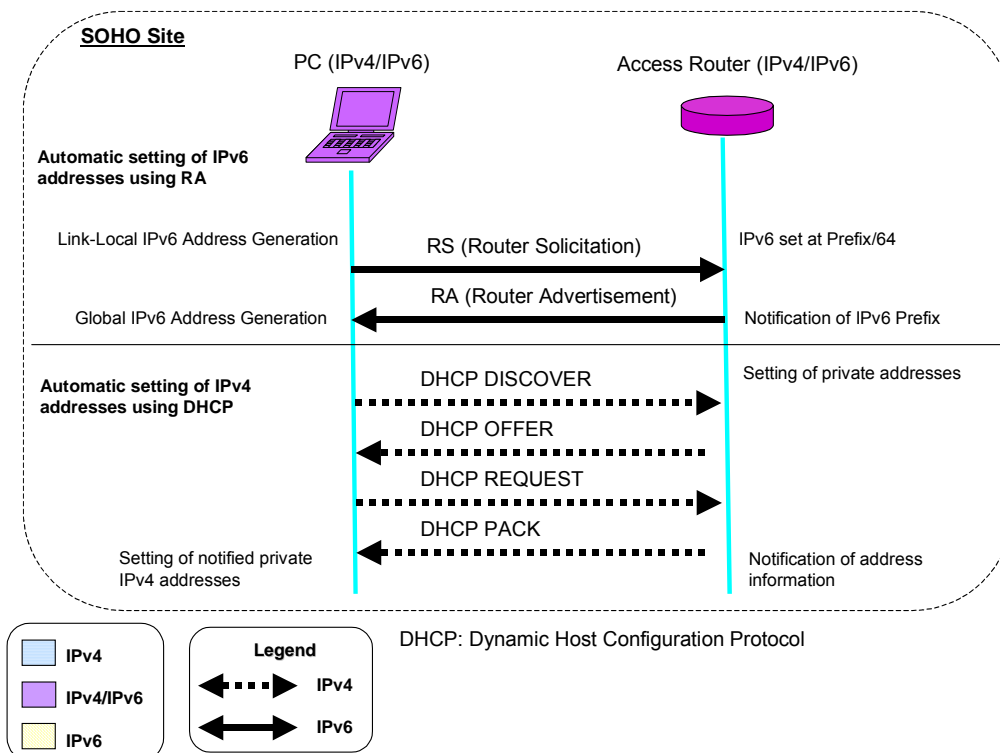 SOHO Site
PC (IPv4/IPv6)
Access Router (IPv4/IPv6)
Automatic setting of IPv6
addresses using RA
Link-Local IPv6 Address Generation
RS (Router Solicitation)
IPv6 set at Prefix/64
Global IPv6 Address Generation
RA (Router Advertisement)
Notification of IPv6 Prefix
Automatic setting of IPv4
addresses using DHCP
Setting of private addresses
DHCP DISCOVER
DHCP OFFER
DHCP REQUEST
DHCP PACK
Setting of notified private
IPv4 addresses
Notification of address
information
IPv4
IPv4/IPv6
IPv6
Legend
IPv4
IPv6
DHCP: Dynamic Host Configuration Protocol